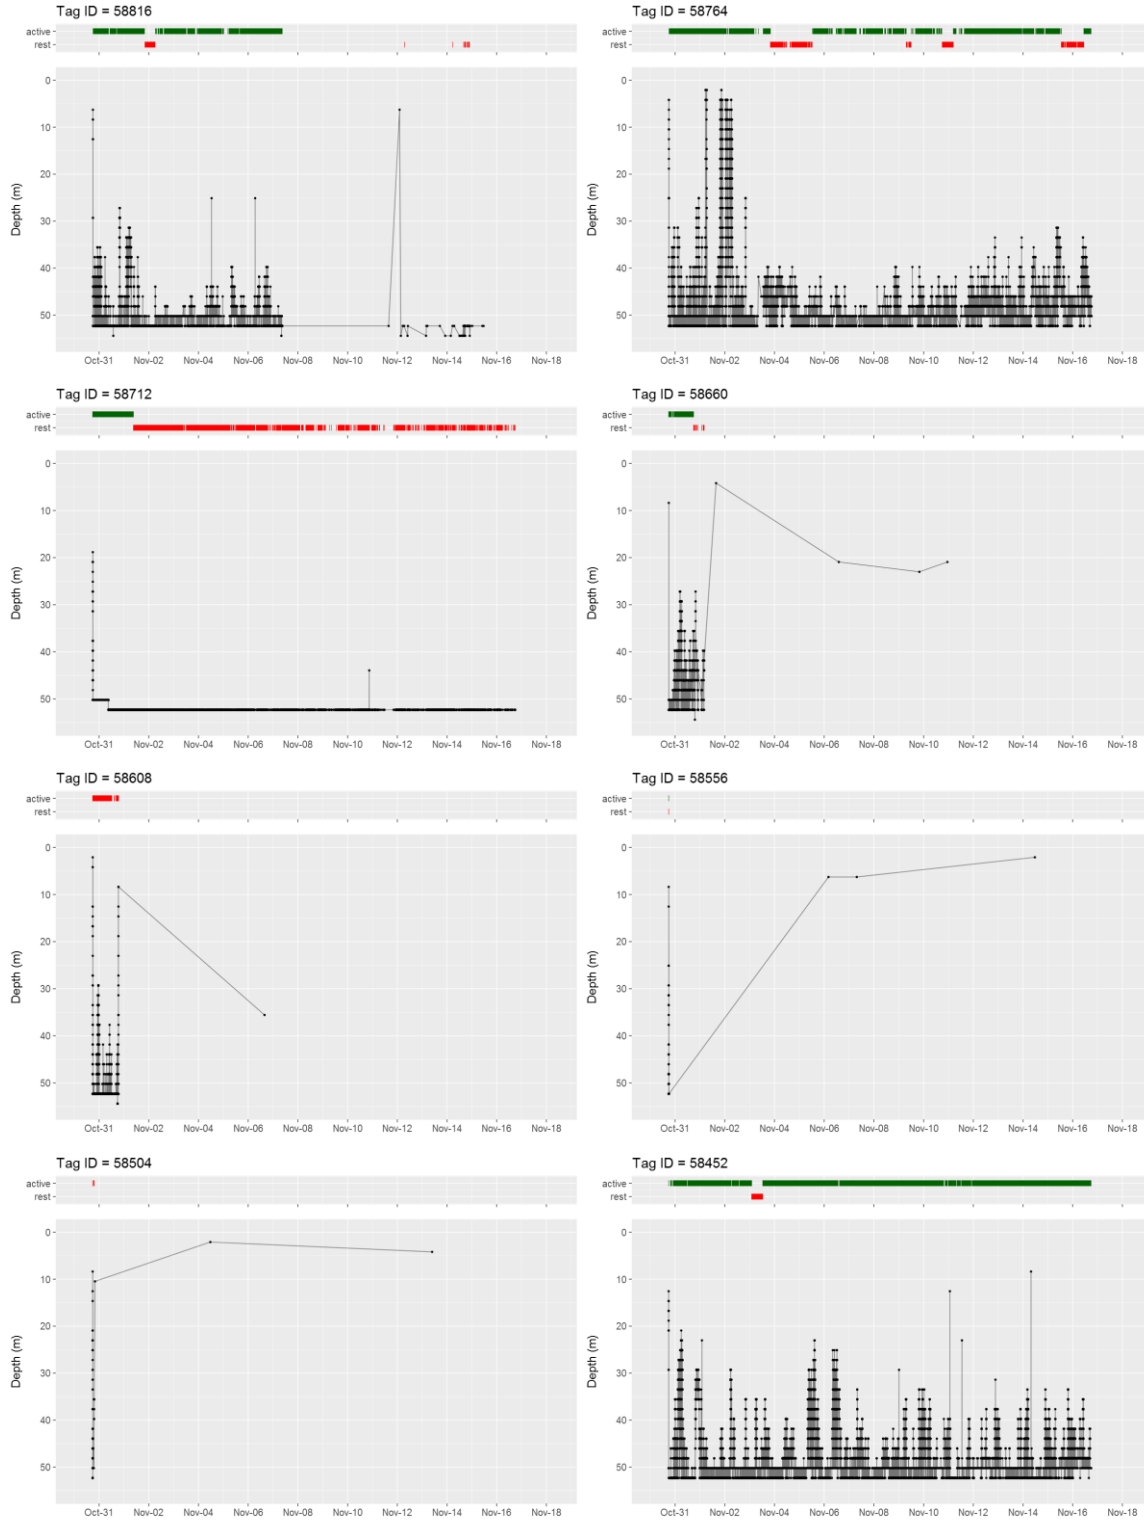 Tag ID = 58816
active
rest
0
10
20
30
40
50
Depth (m)
Oct-31 Nov-02 Nov-04 Nov-06 Nov-08 Nov-10 Nov-12 Nov-14 Nov-16 Nov-18
Tag ID = 58764
active
rest
0
10
20
30
40
50
Depth (m)
Oct-31 Nov-02 Nov-04 Nov-06 Nov-08 Nov-10 Nov-12 Nov-14 Nov-16 Nov-18
Tag ID = 58712
active
rest
0
10
20
30
40
50
Depth (m)
Oct-31 Nov-02 Nov-04 Nov-06 Nov-08 Nov-10 Nov-12 Nov-14 Nov-16 Nov-18
Tag ID = 58660
active
rest
0
10
20
30
40
50
Depth (m)
Oct-31 Nov-02 Nov-04 Nov-06 Nov-08 Nov-10 Nov-12 Nov-14 Nov-16 Nov-18
Tag ID = 58608
active
rest
0
10
20
30
40
50
Depth (m)
Oct-31 Nov-02 Nov-04 Nov-06 Nov-08 Nov-10 Nov-12 Nov-14 Nov-16 Nov-18
Tag ID = 58556
active
rest
0
10
20
30
40
50
Depth (m)
Oct-31 Nov-02 Nov-04 Nov-06 Nov-08 Nov-10 Nov-12 Nov-14 Nov-16 Nov-18
Tag ID = 58504
active
rest
0
10
20
30
40
50
Depth (m)
Oct-31 Nov-02 Nov-04 Nov-06 Nov-08 Nov-10 Nov-12 Nov-14 Nov-16 Nov-18
Tag ID = 58452
active
rest
0
10
20
30
40
50
Depth (m)
Oct-31 Nov-02 Nov-04 Nov-06 Nov-08 Nov-10 Nov-12 Nov-14 Nov-16 Nov-18